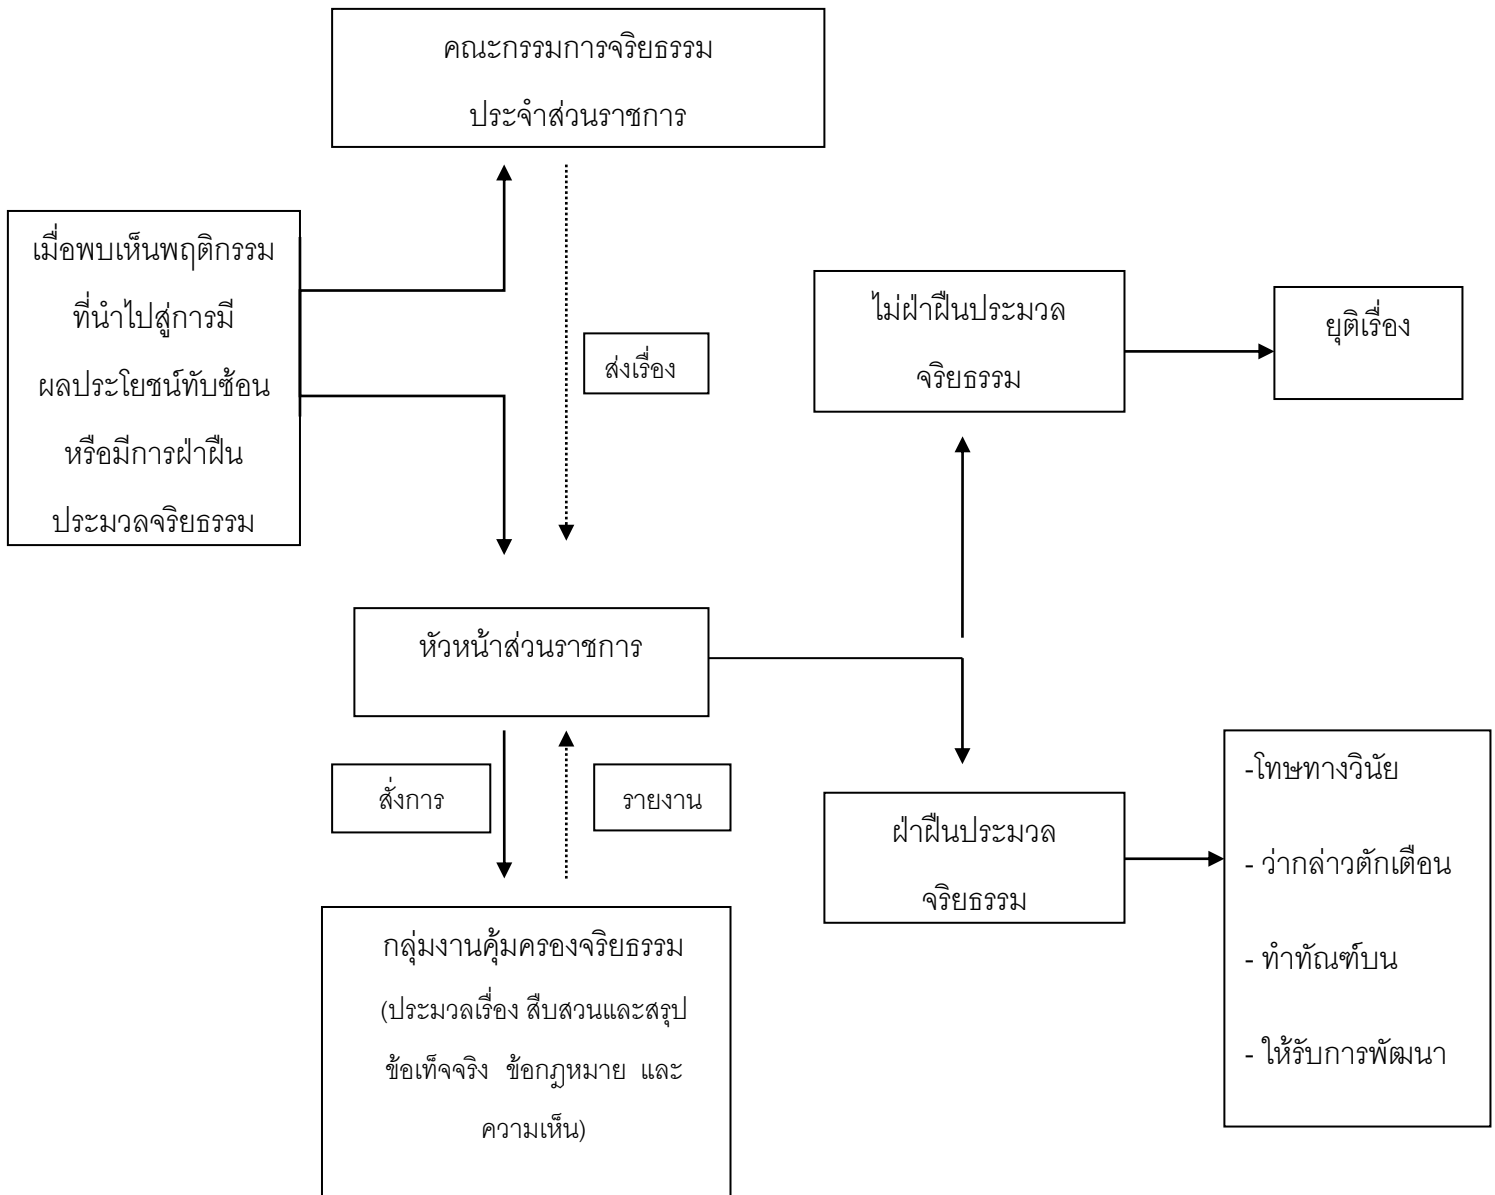 คณะกรรมการจริยธรรม
ประจำส่วนราชการ
เมื่อพบเห็นพฤติกรรม
ที่นำไปสู่การมี
ผลประโยชน์ทับซ้อน
หรือมีการฝ่าฝืน
ประมวลจริยธรรม
ส่งเรื่อง
ไม่ฝ่าฝืนประมวล
จริยธรรม
ยุติเรื่อง
หัวหน้าส่วนราชการ
สั่งการ
รายงาน
ฝ่าฝืนประมวล
จริยธรรม
-โทษทางวินัย
- ว่ากล่าวตักเตือน
- ทำทัณฑ์บน
- ให้รับการพัฒนา
กลุ่มงานคุ้มครองจริยธรรม
(ประมวลเรื่อง สืบสวนและสรุป
ข้อเท็จจริง ข้อกฎหมาย และ
ความเห็น)